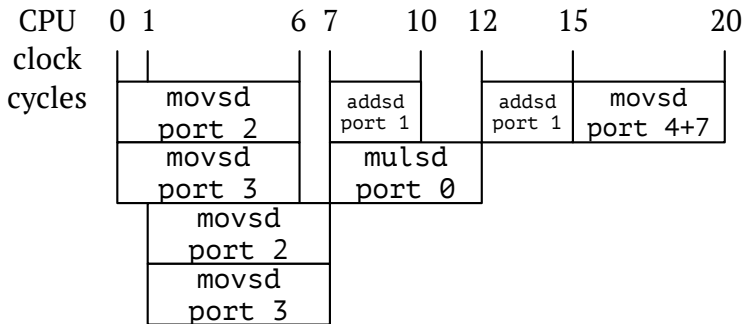 CPU 0 1 6 7 10 12 15 20
clock
cycles
movsd addsd addsd movsd
port 2 port 1 port 1 port 4+7
movsd mulsd
port 3 port 0
movsd
port 2
movsd
port 3